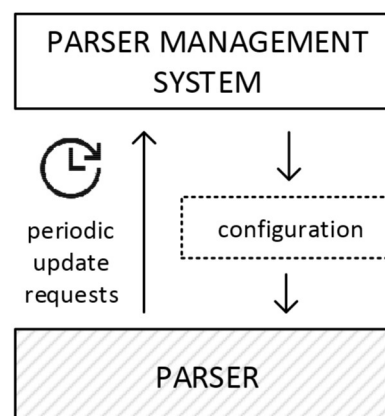 PARSER MANAGEMENT
SYSTEM
periodic
update
requests
configuration
PARSER